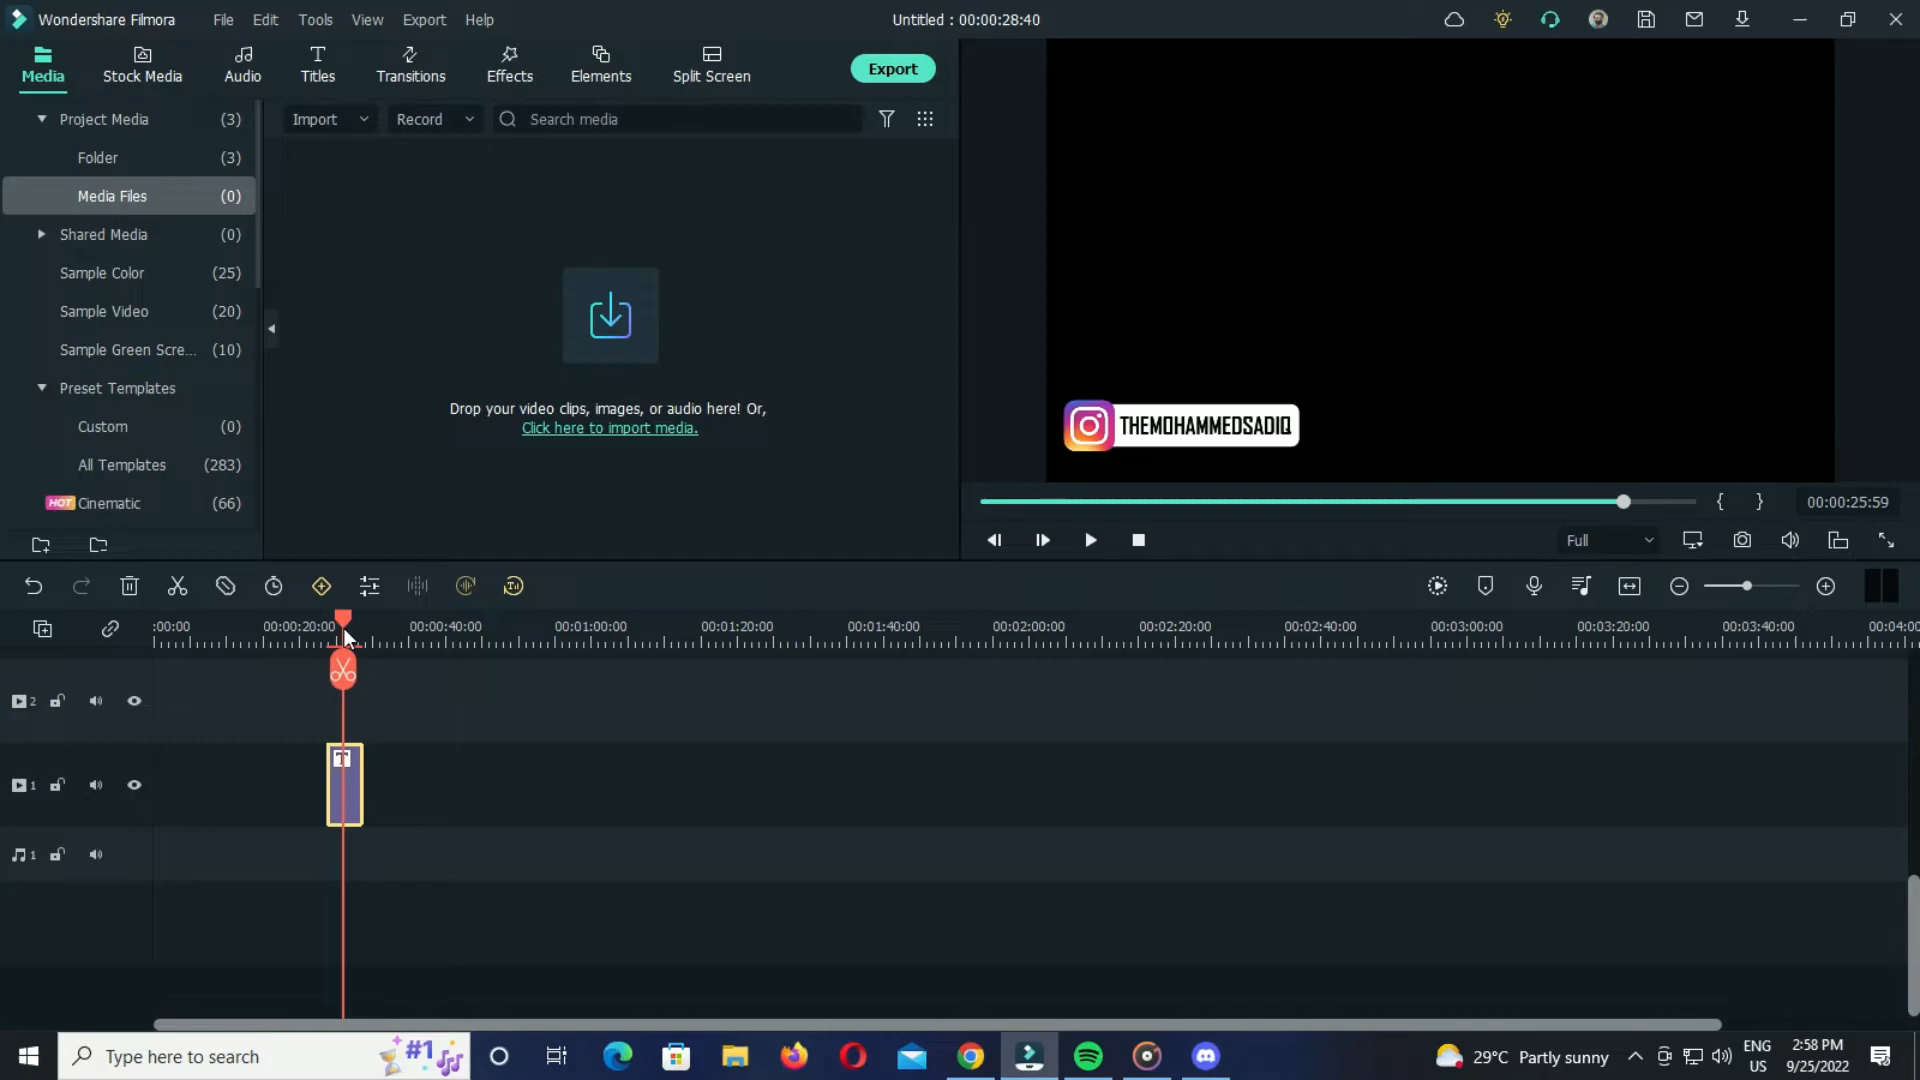 Wondershare Filmora File Edit Tools View Export Help Untitled : 00:00:28:40
Media Stock Media Audio Titles Transitions Effects Elements Split Screen Export
Project Media (3) Import Record Search media
Folder (3)
Media Files (0)
Shared Media (0)
Sample Color (25)
Sample Video (20)
Sample Green Scre... (10)
Preset Templates
Custom (0)
All Templates (283)
HOT Cinematic (66)
Drop your video clips, images, or audio here! Or,
Click here to import media.
THEMOHAMMEDSADIQ
{ } 00:00:25:59
Full
:00:00 00:00:20:00 00:00:40:00 00:01:00:00 00:01:20:00 00:01:40:00 00:02:00:00 00:02:20:00 00:02:40:00 00:03:00:00 00:03:20:00 00:03:40:00 00:04:00
2
T
1
1
Type here to search #1 29°C Partly sunny ENG US 2:58 PM 9/25/2022